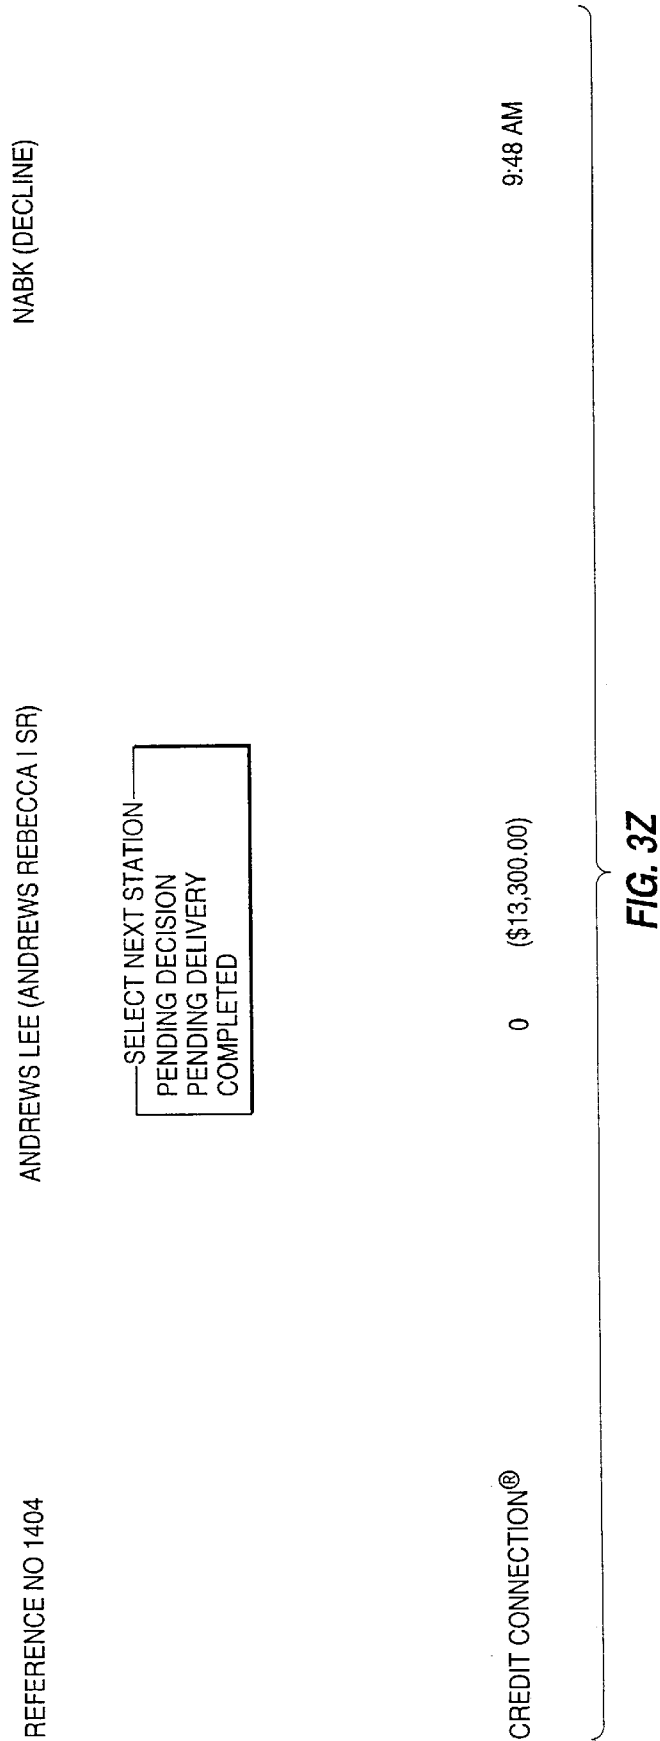 REFERENCE NO 1404 ANDREWS LEE (ANDREWS REBECCA I SR) NABK (DECLINE)
SELECT NEXT STATION
PENDING DECISION
PENDING DELIVERY
COMPLETED
CREDIT CONNECTION® 0 ($13,300.00) 9:48 AM
FIG. 3Z